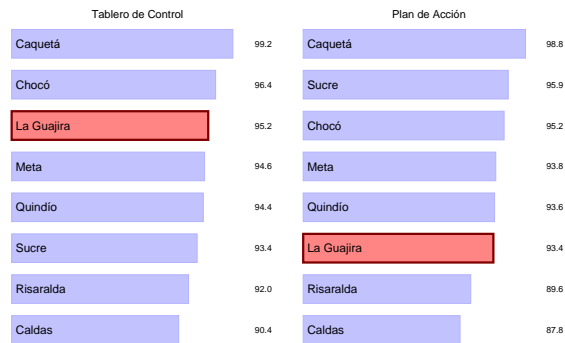 Tablero de Control
Caquetá 99.2
Chocó 96.4
La Guajira 95.2
Meta 94.6
Quindío 94.4
Sucre 93.4
Risaralda 92.0
Caldas 90.4
Plan de Acción
Caquetá 98.8
Sucre 95.9
Chocó 95.2
Meta 93.8
Quindío 93.6
La Guajira 93.4
Risaralda 89.6
Caldas 87.8